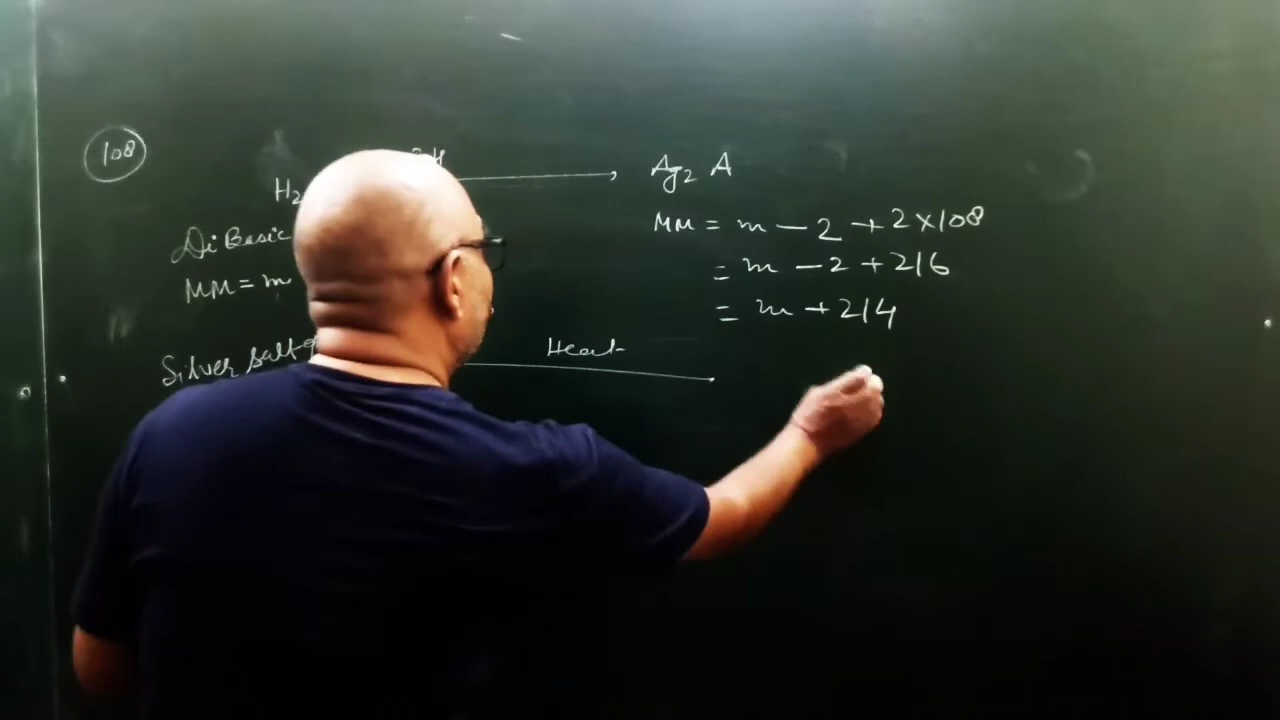 108
H2 Ag2 A
Di Basic MM = m - 2 + 2 x 108
MM = m = m - 2 + 216
= m + 214
Silver salt Heat